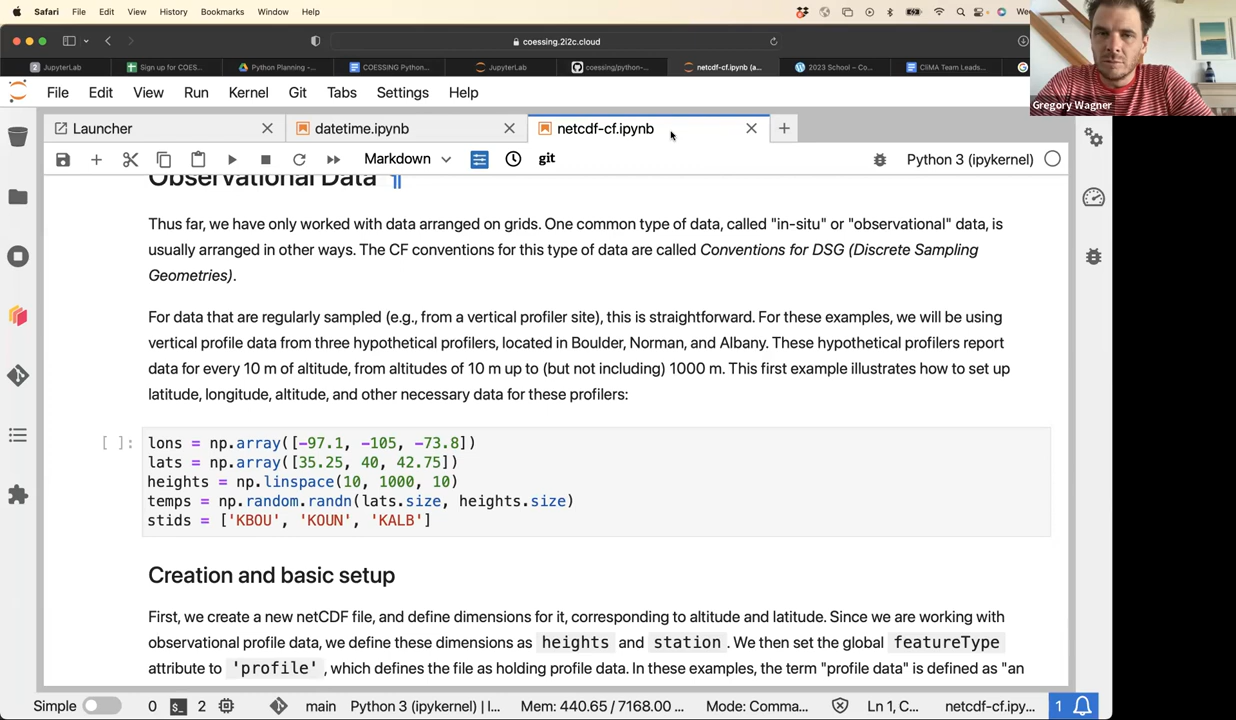 Safari File Edit View History Bookmarks Window Help
coessing.2i2c.cloud
JupyterLab Sign up for COES... Python Planning -... COESSING Python... JupyterLab coessing/python-... netcdf-cf.ipynb (a... 2023 School – Co... CliMA Team Leads...
Gregory Wagner
File Edit View Run Kernel Git Tabs Settings Help
Launcher datetime.ipynb netcdf-cf.ipynb
Markdown git Python 3 (ipykernel)
Observational Data ¶
Thus far, we have only worked with data arranged on grids. One common type of data, called "in-situ" or "observational" data, is
usually arranged in other ways. The CF conventions for this type of data are called Conventions for DSG (Discrete Sampling
Geometries).
For data that are regularly sampled (e.g., from a vertical profiler site), this is straightforward. For these examples, we will be using
vertical profile data from three hypothetical profilers, located in Boulder, Norman, and Albany. These hypothetical profilers report
data for every 10 m of altitude, from altitudes of 10 m up to (but not including) 1000 m. This first example illustrates how to set up
latitude, longitude, altitude, and other necessary data for these profilers:
[ ]: lons = np.array([-97.1, -105, -73.8])
lats = np.array([35.25, 40, 42.75])
heights = np.linspace(10, 1000, 10)
temps = np.random.randn(lats.size, heights.size)
stids = ['KBOU', 'KOUN', 'KALB']
Creation and basic setup
First, we create a new netCDF file, and define dimensions for it, corresponding to altitude and latitude. Since we are working with
observational profile data, we define these dimensions as heights and station. We then set the global featureType
attribute to 'profile', which defines the file as holding profile data. In these examples, the term "profile data" is defined as "an
Simple 0 2 main Python 3 (ipykernel) | I... Mem: 440.65 / 7168.00 ... Mode: Comma... Ln 1, C... netcdf-cf.ipy... 1